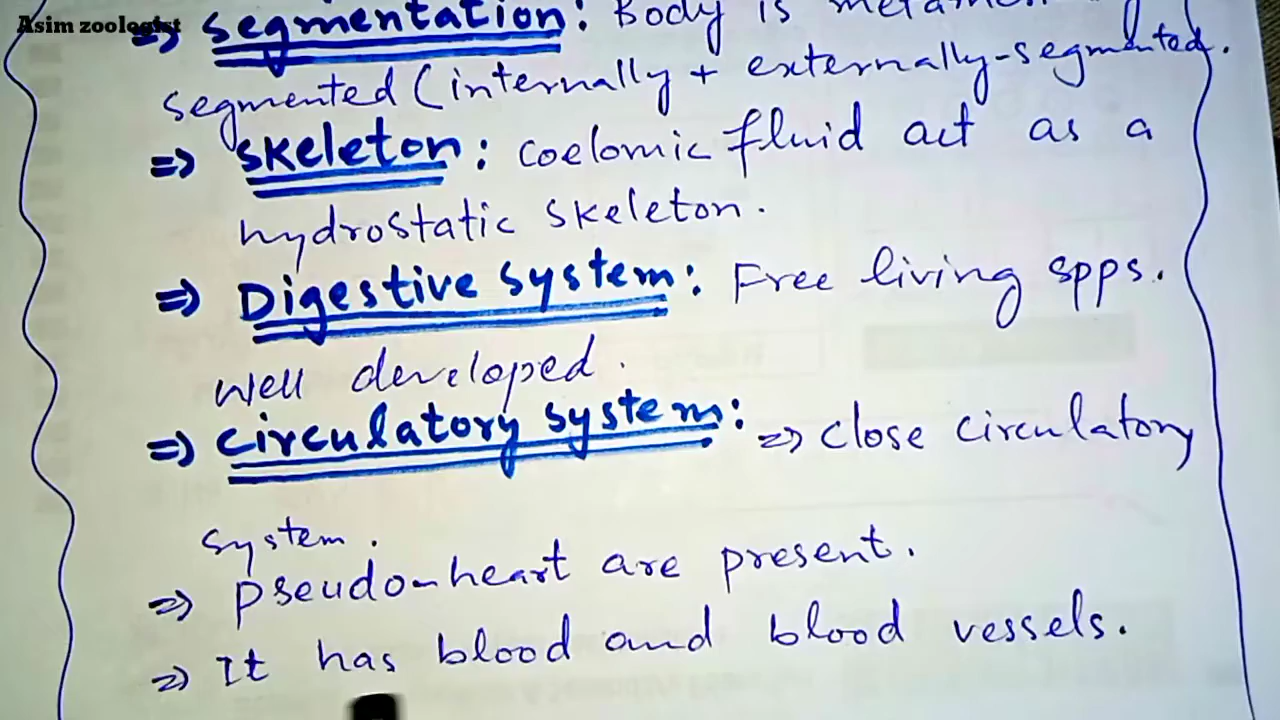 Asim zoologist
=> segmentation: Body is
segmented (internally + externally-segmented.
=> Skeleton: coelomic fluid act as a
hydrostatic skeleton.
=> Digestive system: Free living spps.
well developed.
=> circulatory system: => close circulatory
system.
=> pseudo-heart are present.
=> It has blood and blood vessels.